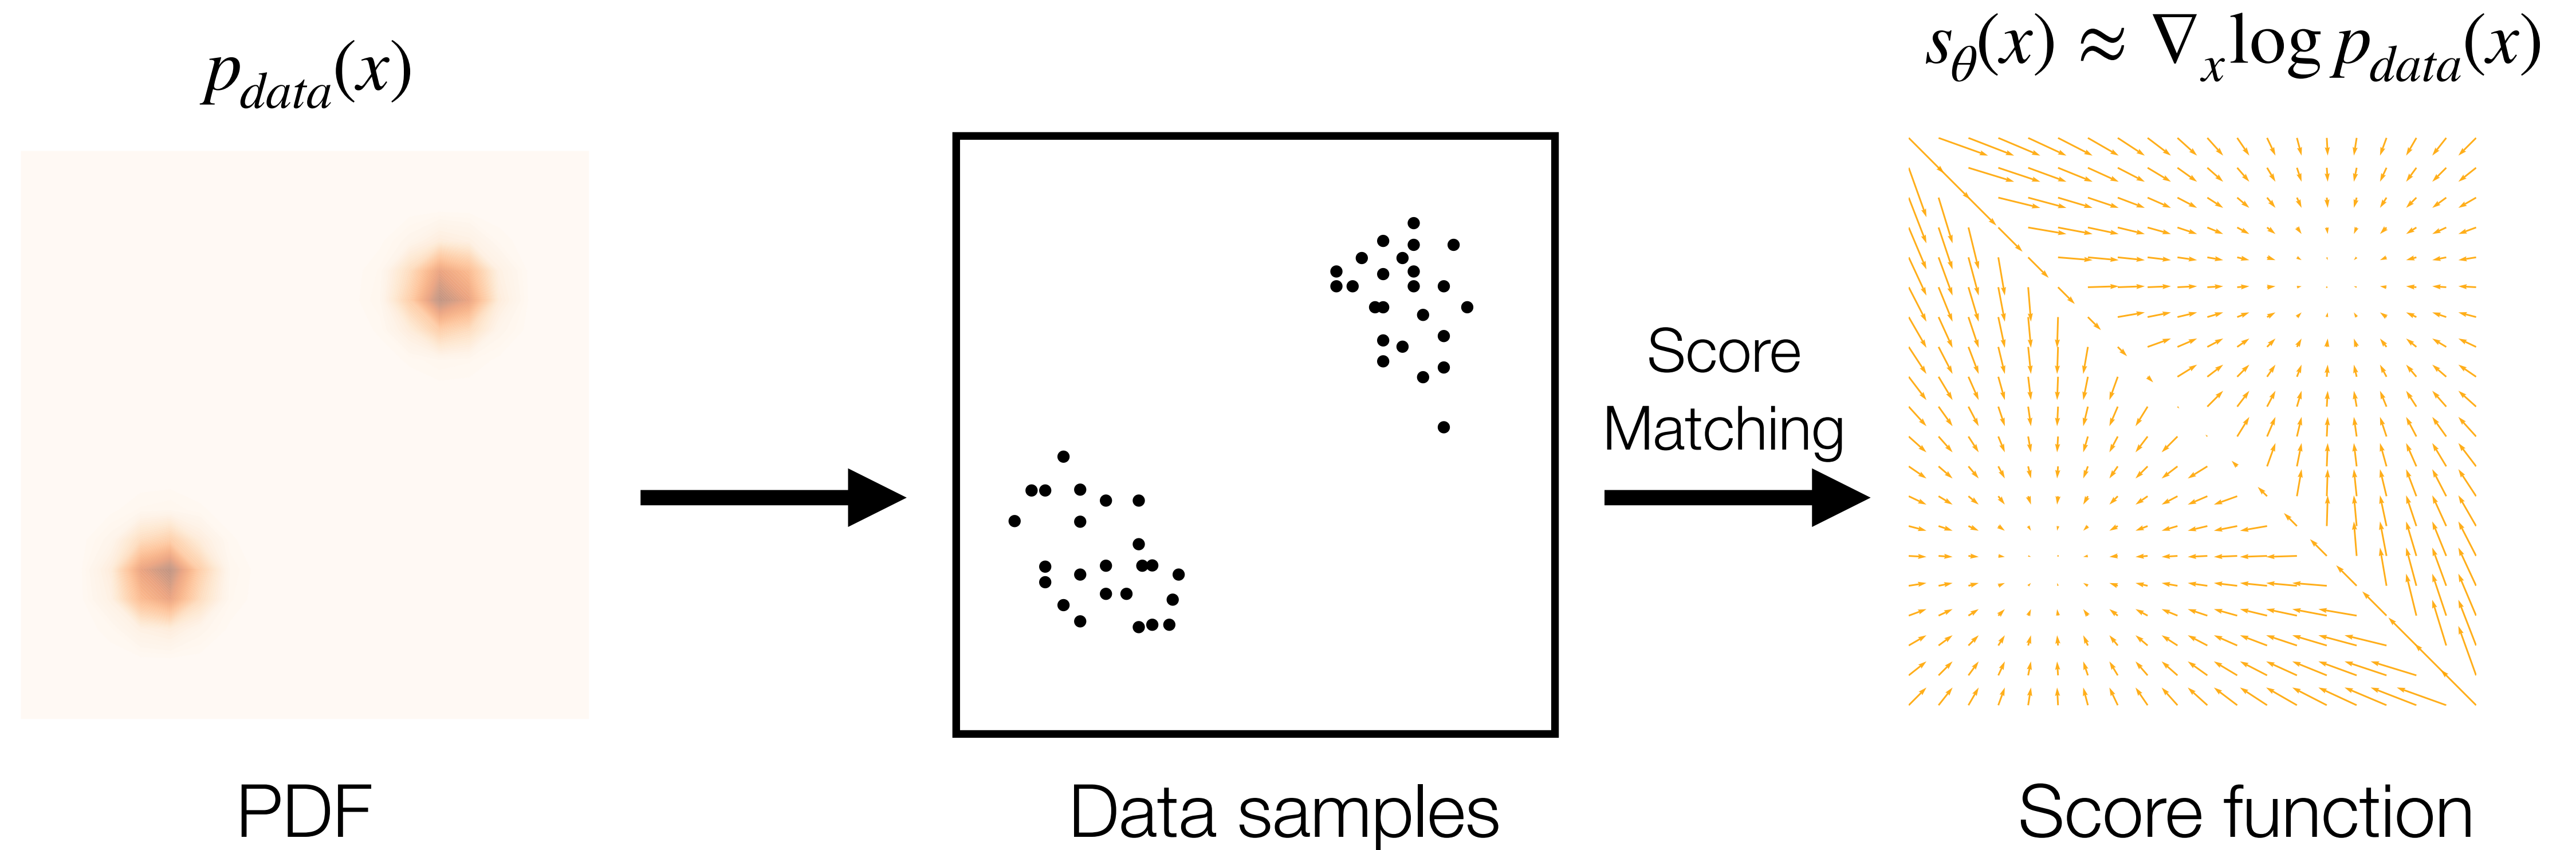 p_data(x)
s_θ(x) ≈ ∇_x log p_data(x)
Score
Matching
PDF
Data samples
Score function